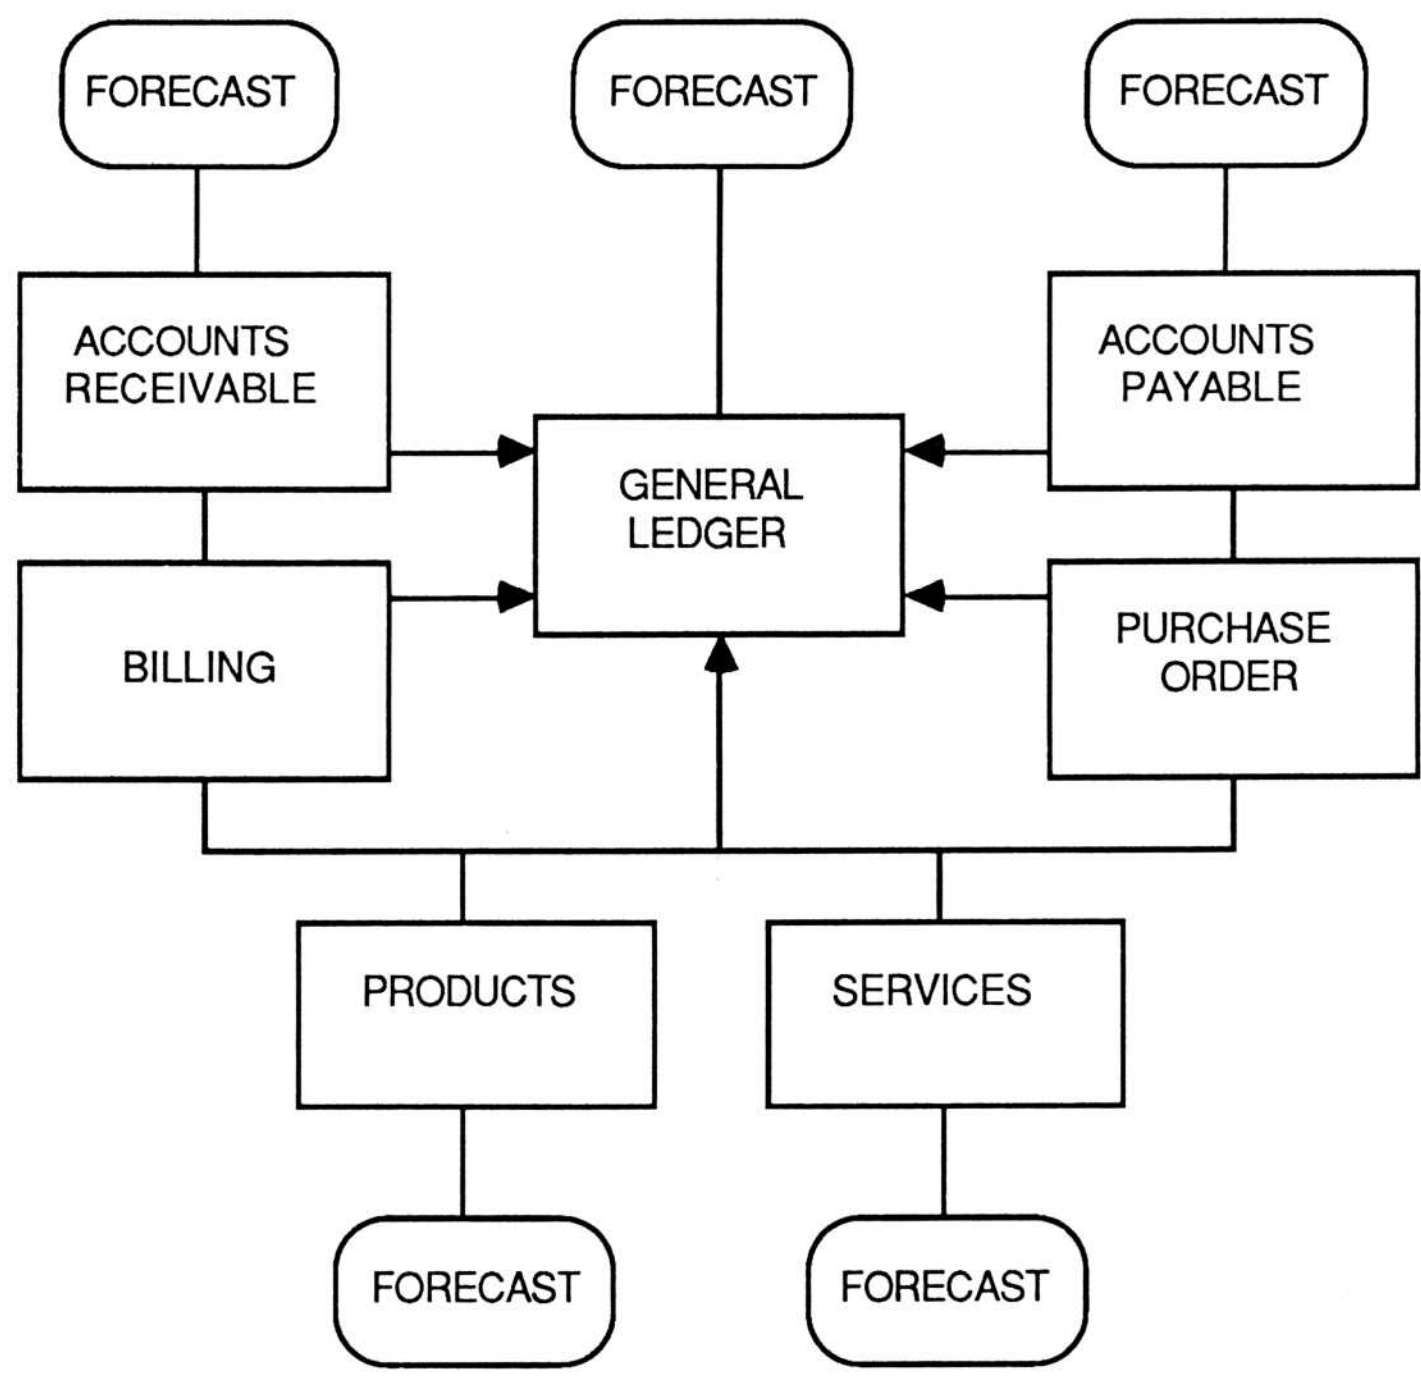 FORECAST
FORECAST
FORECAST
ACCOUNTS
RECEIVABLE
ACCOUNTS
PAYABLE
GENERAL
LEDGER
BILLING
PURCHASE
ORDER
PRODUCTS
SERVICES
FORECAST
FORECAST